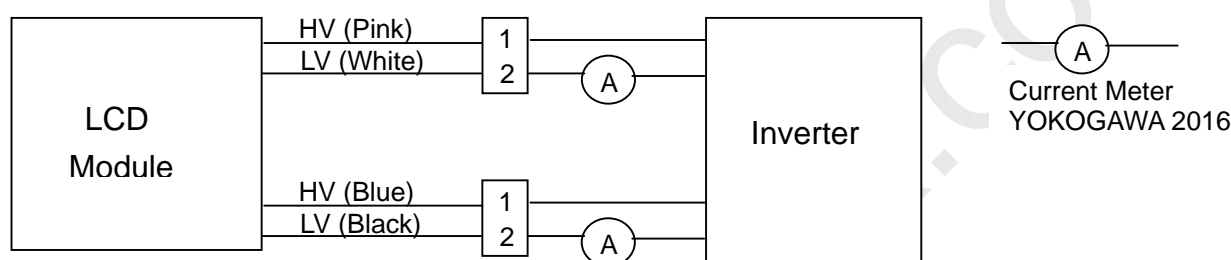 HV (Pink)
LV (White)
1
2
A
LCD
Module
Inverter
A
Current Meter
YOKOGAWA 2016
HV (Blue)
LV (Black)
1
2
A